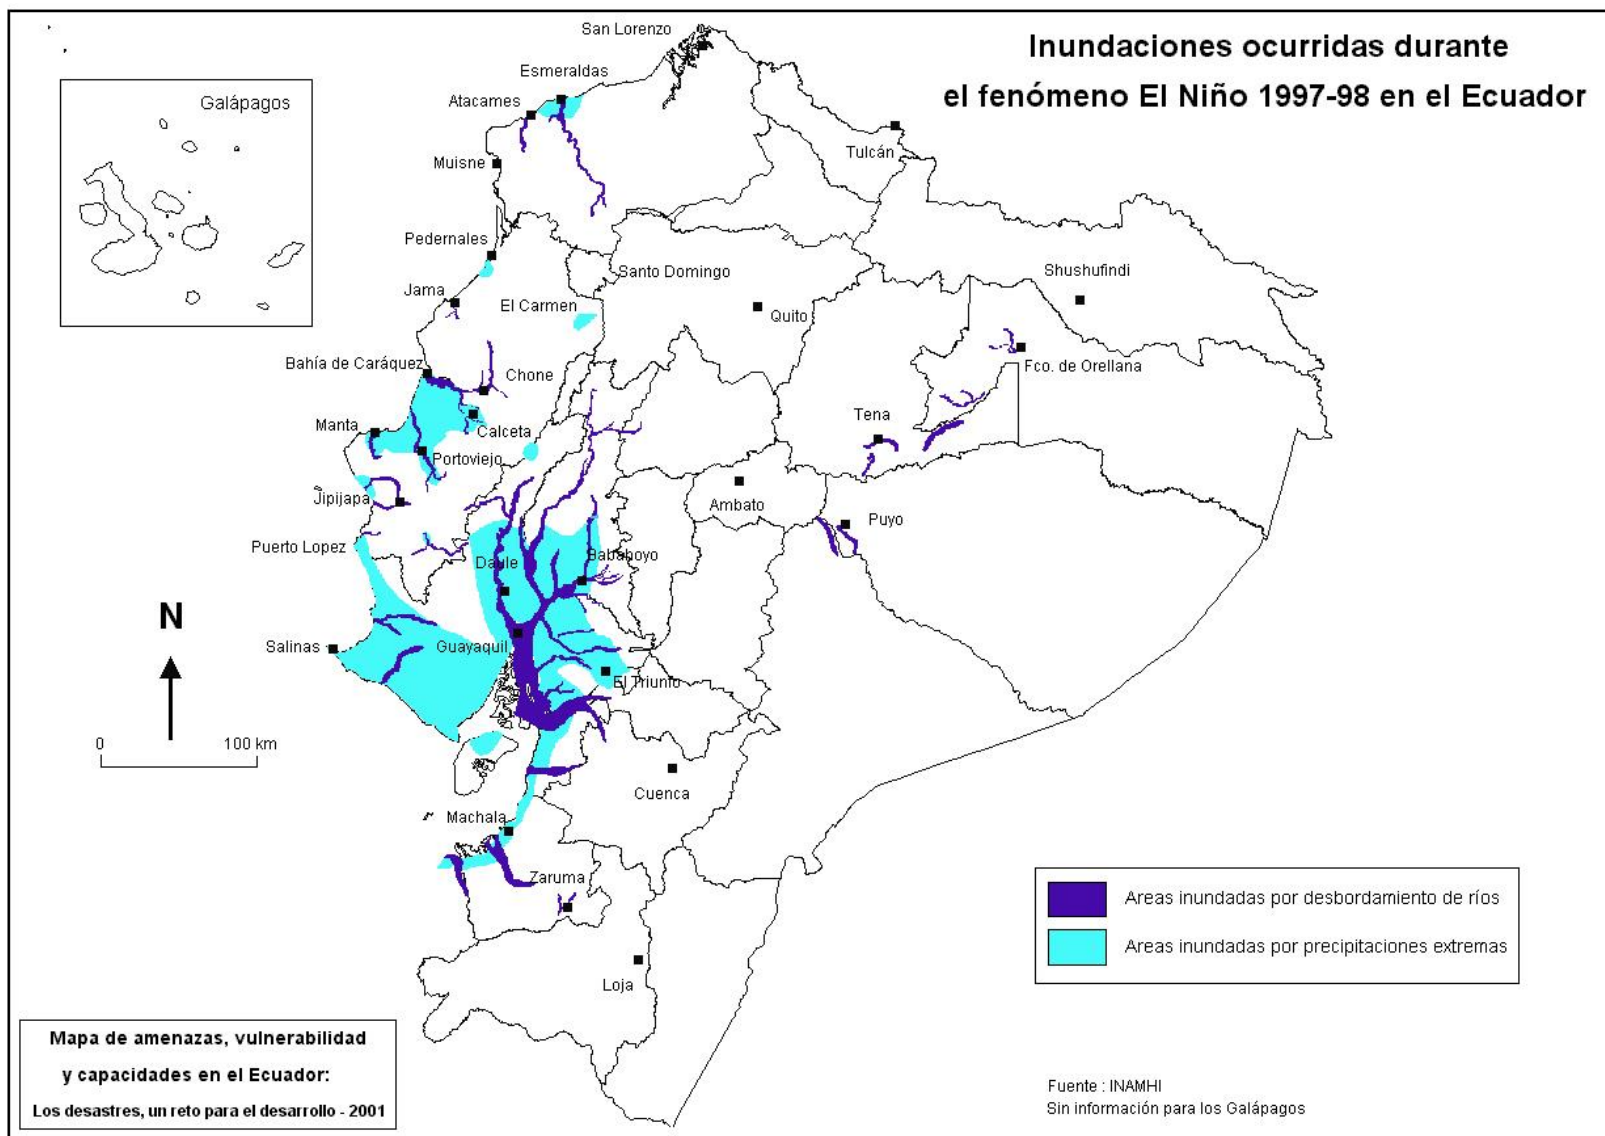 Inundaciones ocurridas durante
el fenómeno El Niño 1997-98 en el Ecuador
Galápagos
San Lorenzo
Esmeraldas
Atacames
Tulcán
Muisne
Pedernales
Santo Domingo
Shushufindi
Jama
El Carmen
Quito
Bahía de Caráquez
Fco. de Orellana
Chone
Tena
Manta
Calceta
Portoviejo
Jipijapa
Ambato
Puyo
Puerto Lopez
Daule
Babahoyo
N
Salinas
Guayaquil
El Triunfo
0 100 km
Cuenca
Machala
Zaruma
Loja
Areas inundadas por desbordamiento de ríos
Areas inundadas por precipitaciones extremas
Mapa de amenazas, vulnerabilidad
y capacidades en el Ecuador:
Los desastres, un reto para el desarrollo - 2001
Fuente : INAMHI
Sin información para los Galápagos